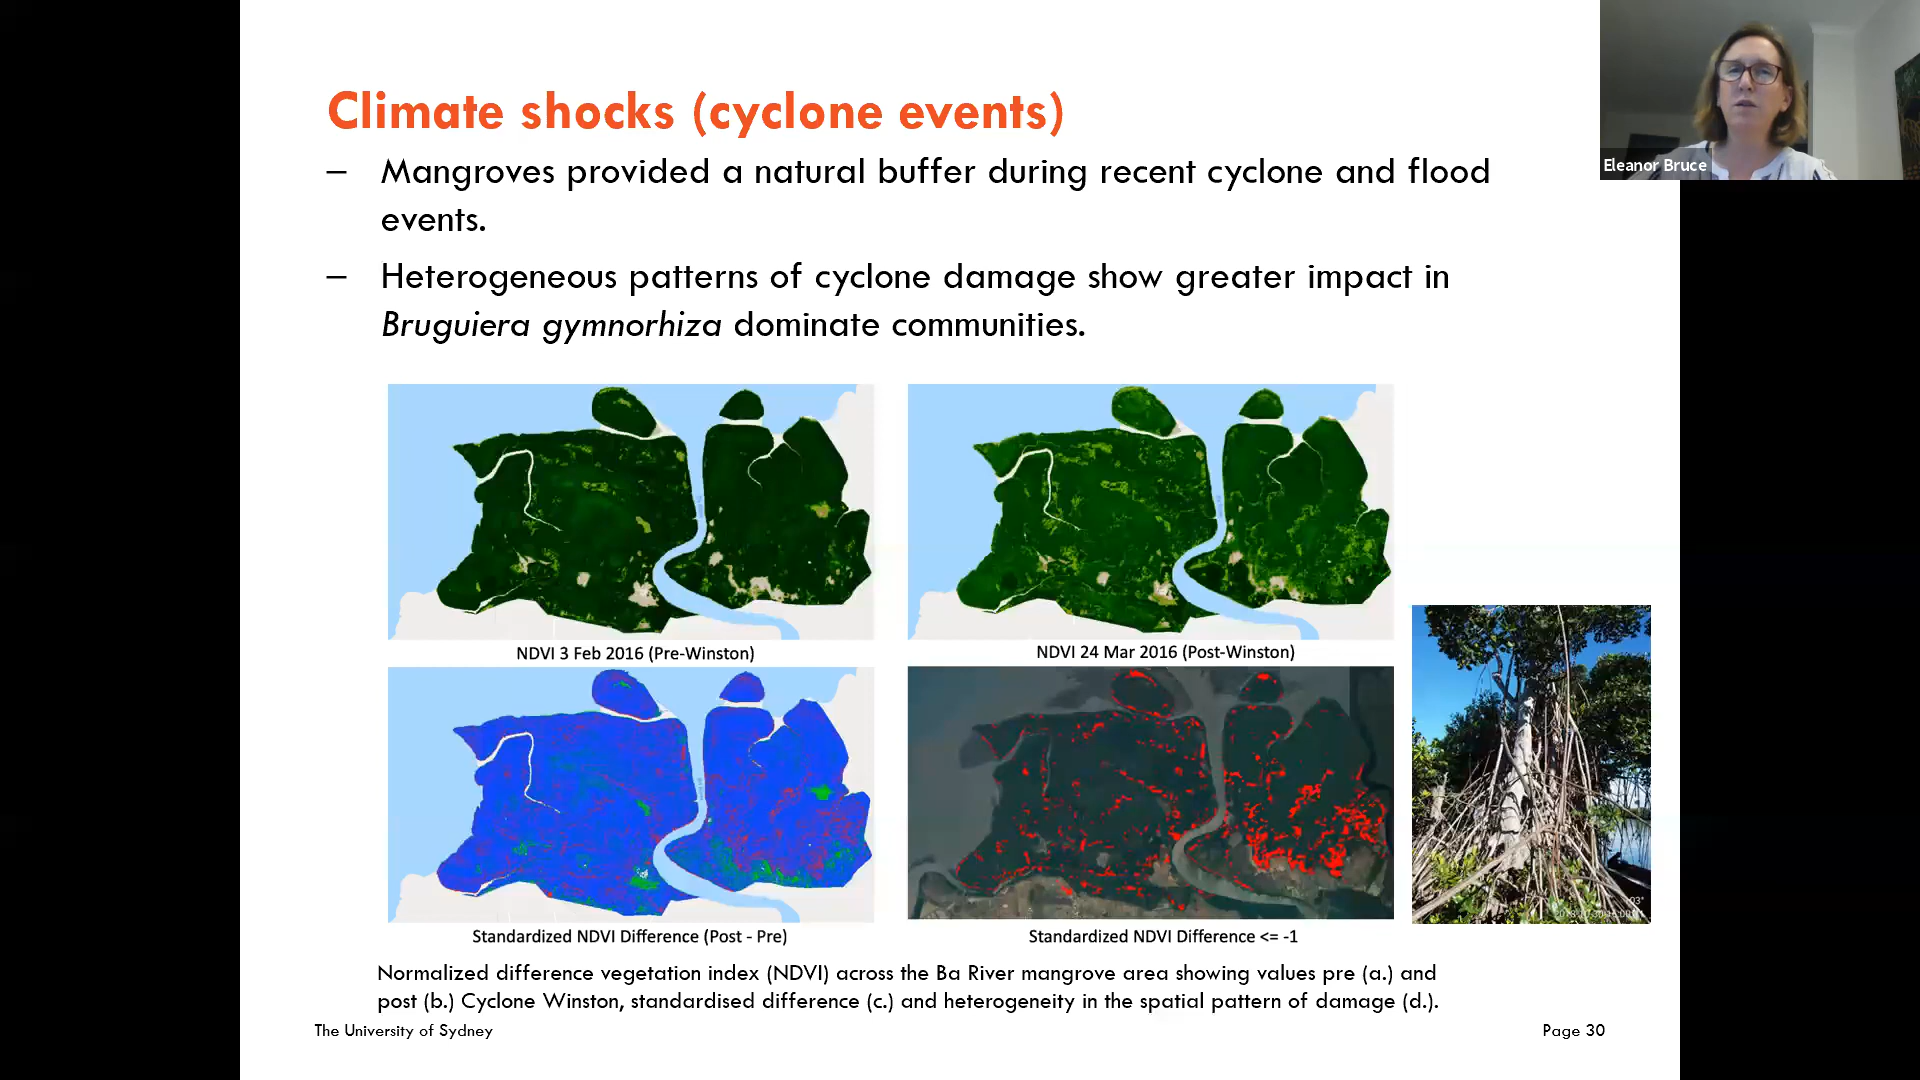 Climate shocks (cyclone events)
Eleanor Bruce
– Mangroves provided a natural buffer during recent cyclone and flood
events.
– Heterogeneous patterns of cyclone damage show greater impact in
Bruguiera gymnorhiza dominate communities.
NDVI 3 Feb 2016 (Pre-Winston)
NDVI 24 Mar 2016 (Post-Winston)
Standardized NDVI Difference (Post - Pre)
Standardized NDVI Difference <= -1
Normalized difference vegetation index (NDVI) across the Ba River mangrove area showing values pre (a.) and
post (b.) Cyclone Winston, standardised difference (c.) and heterogeneity in the spatial pattern of damage (d.).
The University of Sydney
Page 30